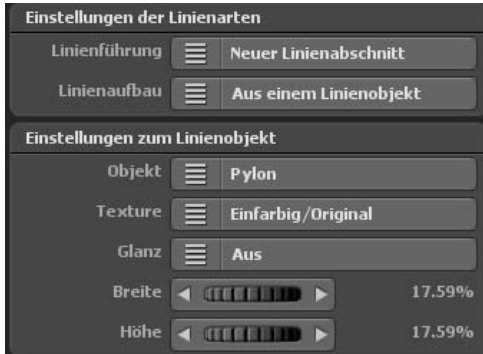 Einstellungen der Linienarten
Linienführung Neuer Linienabschnitt
Linienaufbau Aus einem Linienobjekt
Einstellungen zum Linienobjekt
Objekt Pylon
Texture Einfarbig/Original
Glanz Aus
Breite 17.59%
Höhe 17.59%